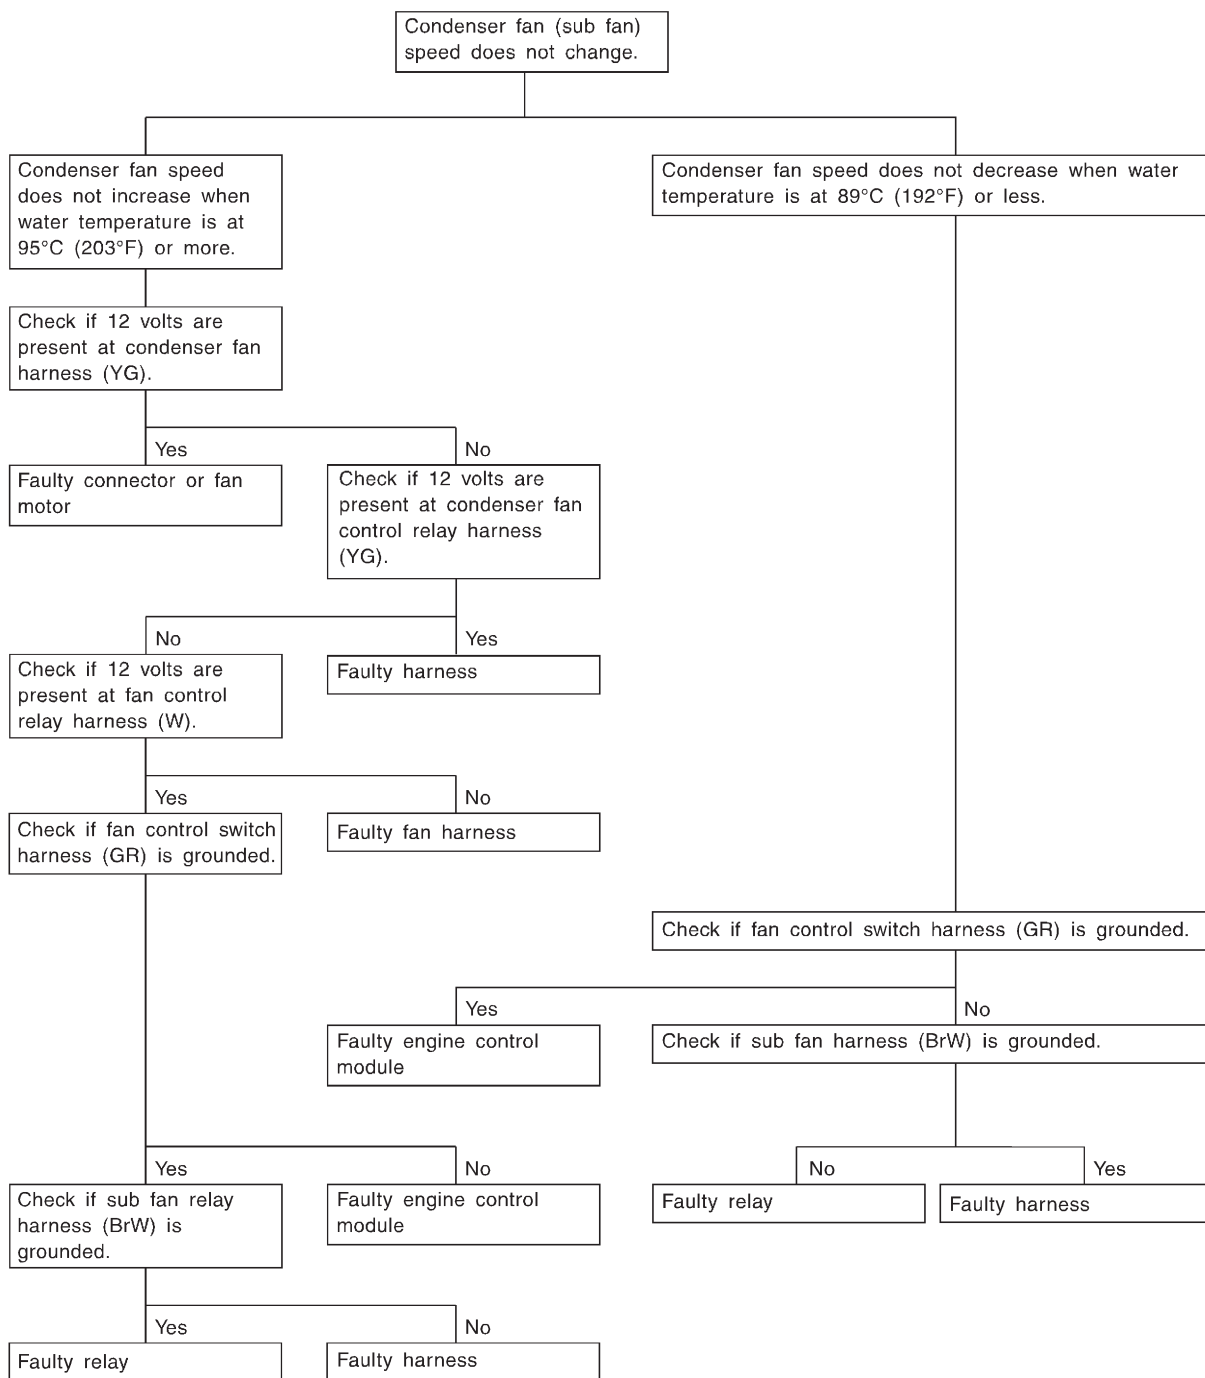 Condenser fan (sub fan)
speed does not change.
Condenser fan speed
does not increase when
water temperature is at
95°C (203°F) or more.
Condenser fan speed does not decrease when water
temperature is at 89°C (192°F) or less.
Check if 12 volts are
present at condenser fan
harness (YG).
Yes
No
Faulty connector or fan
motor
Check if 12 volts are
present at condenser fan
control relay harness
(YG).
No
Yes
Check if 12 volts are
present at fan control
relay harness (W).
Faulty harness
Yes
No
Check if fan control switch
harness (GR) is grounded.
Faulty fan harness
Check if fan control switch harness (GR) is grounded.
Yes
No
Faulty engine control
module
Check if sub fan harness (BrW) is grounded.
Yes
No
No
Yes
Check if sub fan relay
harness (BrW) is
grounded.
Faulty engine control
module
Faulty relay
Faulty harness
Yes
No
Faulty relay
Faulty harness